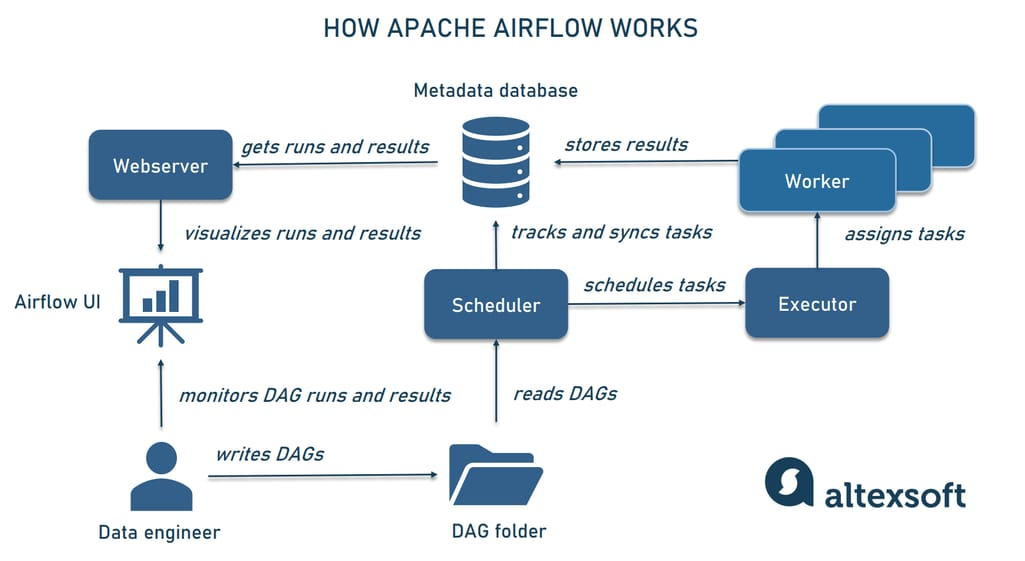 HOW APACHE AIRFLOW WORKS
Metadata database
Webserver
gets runs and results
stores results
Worker
visualizes runs and results
tracks and syncs tasks
assigns tasks
Airflow UI
Scheduler
schedules tasks
Executor
monitors DAG runs and results
reads DAGs
writes DAGs
Data engineer
DAG folder
altexsoft